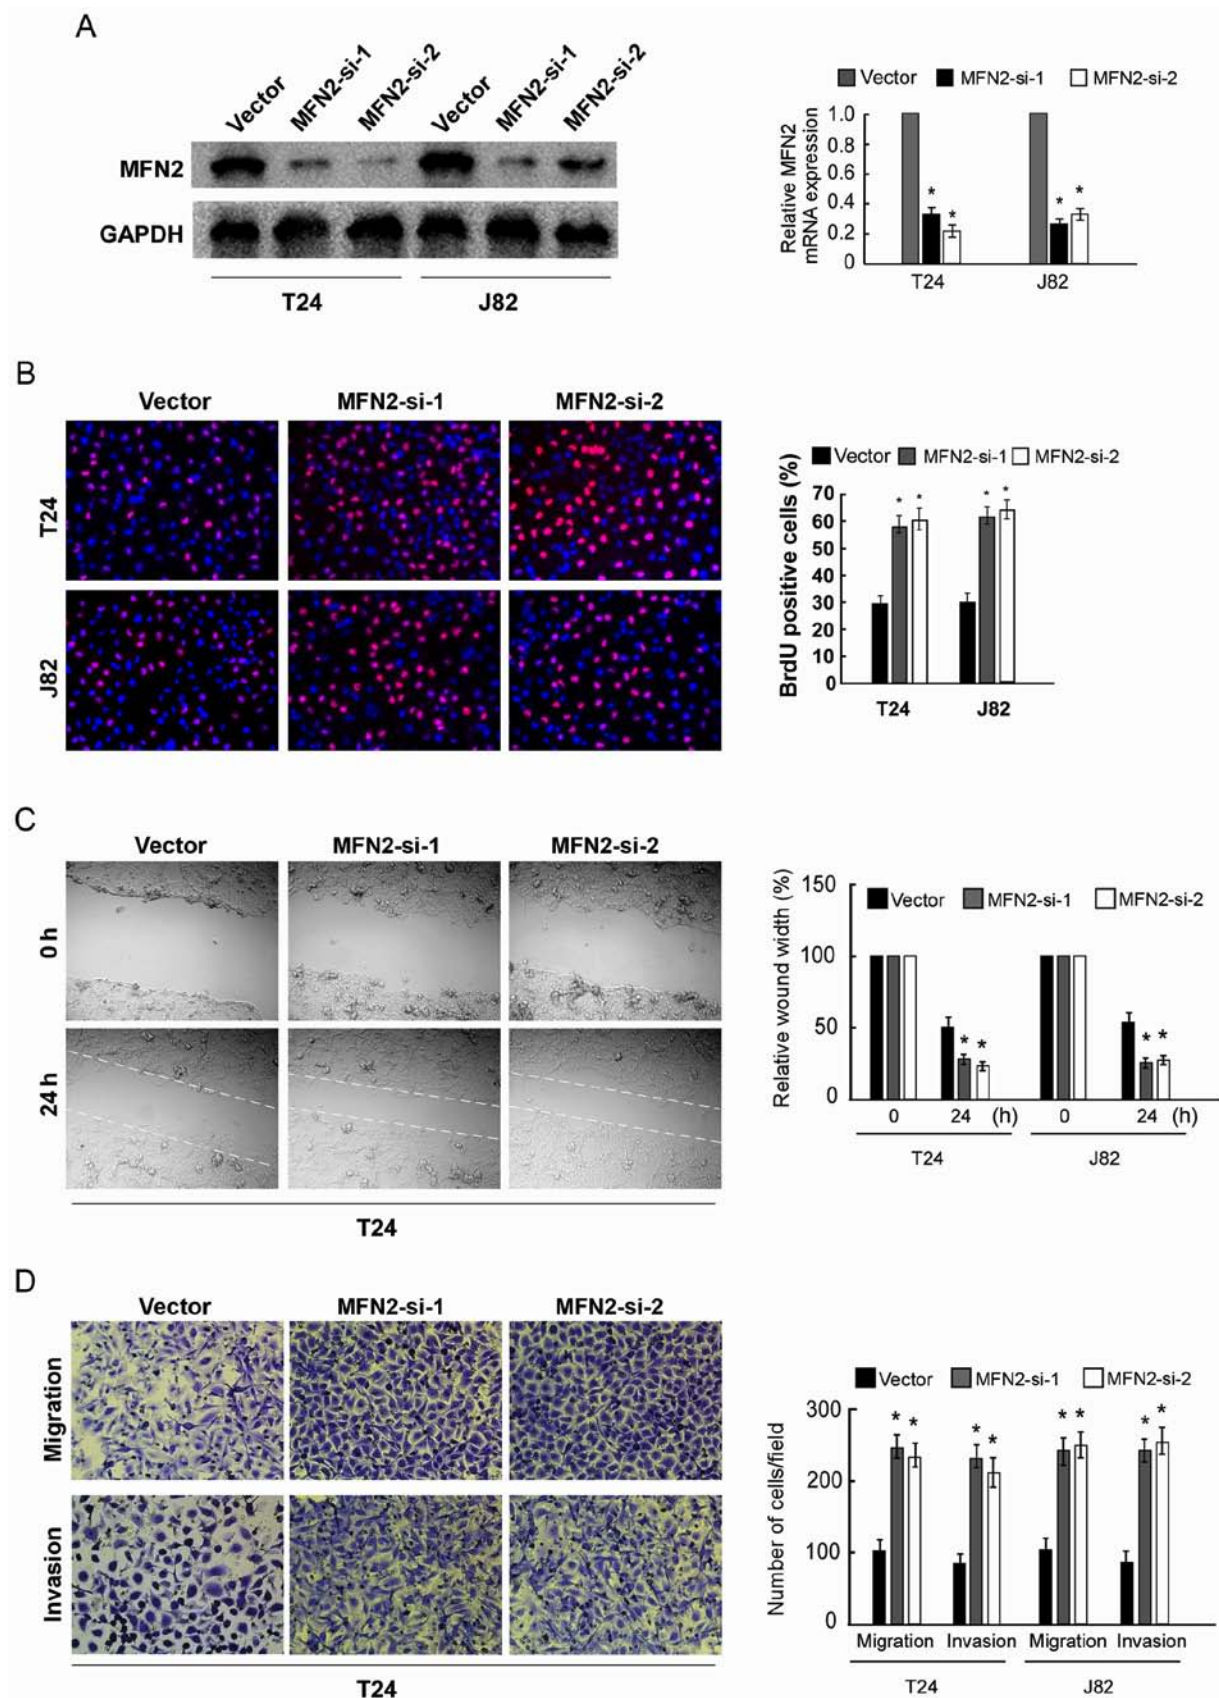 A
Vector MFN2-si-1 MFN2-si-2 Vector MFN2-si-1 MFN2-si-2
MFN2
GAPDH
T24 J82
Vector MFN2-si-1 MFN2-si-2
Relative MFN2
mRNA expression
1.0
0.8
0.6
0.4
0.2
0
* * * *
T24 J82
B
Vector MFN2-si-1 MFN2-si-2
T24
J82
Vector MFN2-si-1 MFN2-si-2
BrdU positive cells (%)
70
60
50
40
30
20
10
0
* * * *
T24 J82
C
Vector MFN2-si-1 MFN2-si-2
0 h
24 h
T24
Relative wound width (%)
150
100
50
0
Vector MFN2-si-1 MFN2-si-2
* * * *
0 24 (h) 0 24 (h)
T24 J82
D
Vector MFN2-si-1 MFN2-si-2
Migration
Invasion
T24
Vector MFN2-si-1 MFN2-si-2
Number of cells/field
300
200
100
0
* * * * * * * *
Migration Invasion Migration Invasion
T24 J82